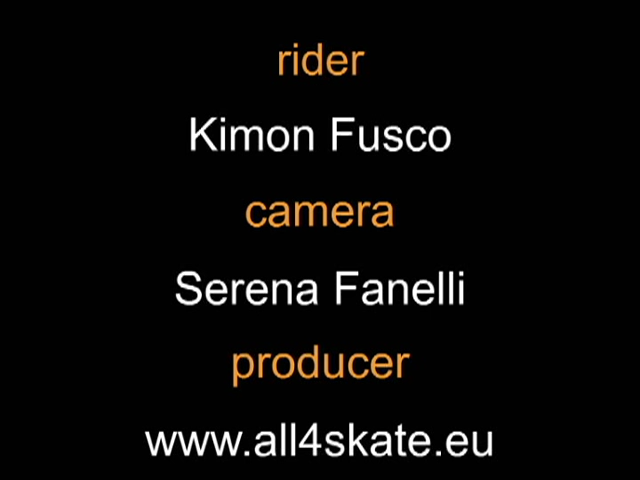 rider
Kimon Fusco
camera
Serena Fanelli
producer
www.all4skate.eu